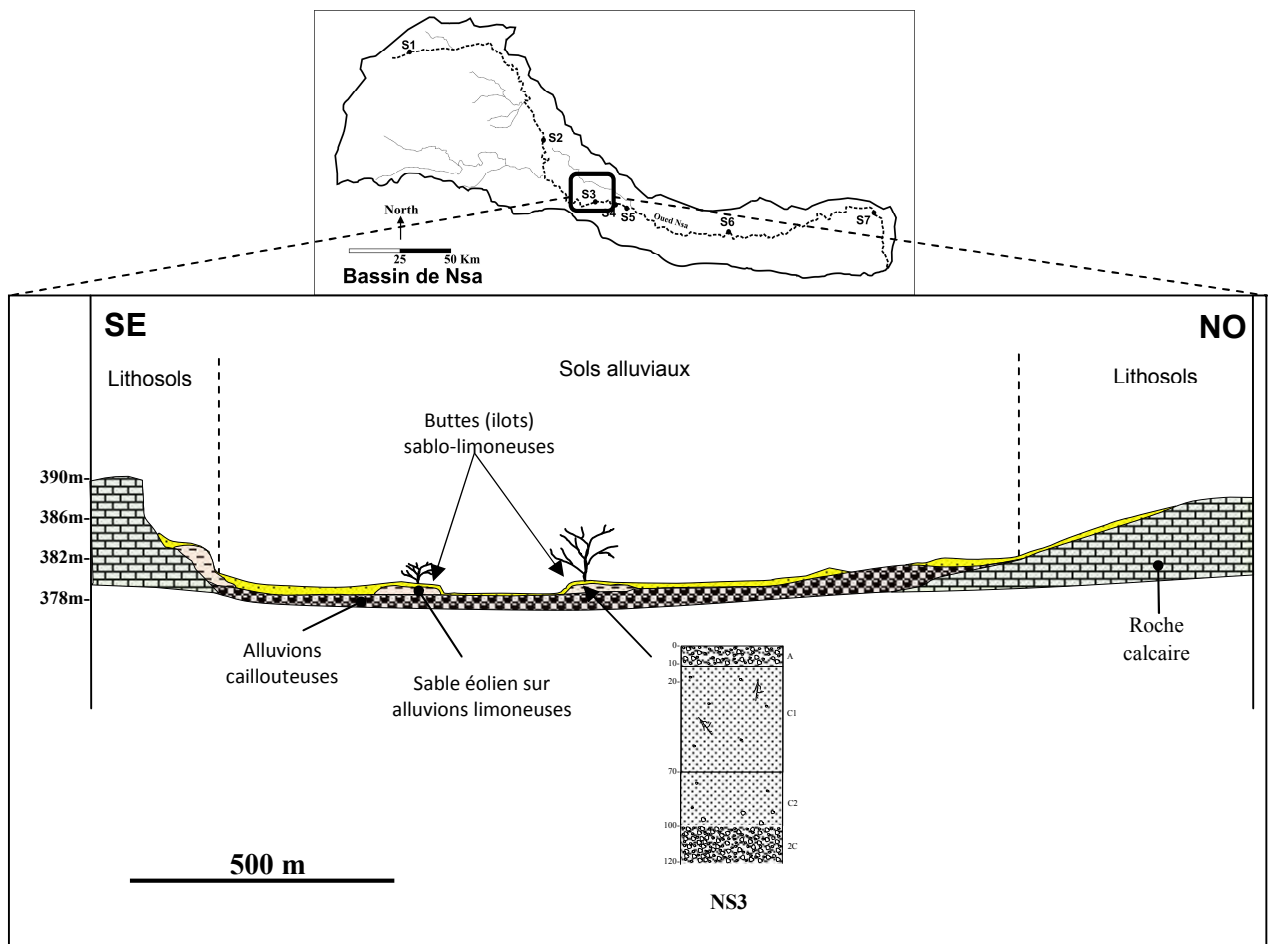 S1
S2
S3
S4
S5
S6
S7
Oued Nsa
North
25 50 Km
Bassin de Nsa
SE
NO
Lithosols
Sols alluviaux
Lithosols
Buttes (ilots)
sablo-limoneuses
390m-
386m-
382m-
378m-
Alluvions
caillouteuses
Sable éolien sur
alluvions limoneuses
Roche
calcaire
0
10
20
70
100
120
A
C1
C2
2C
500 m
NS3